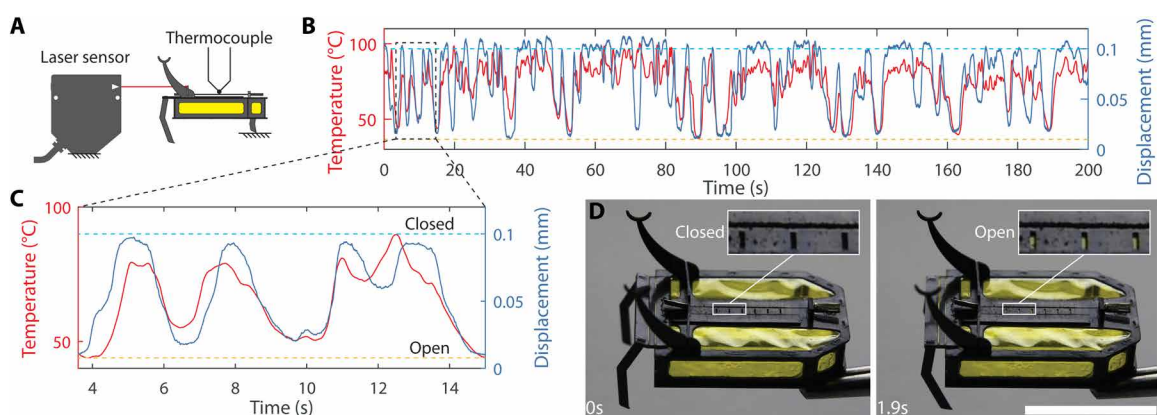 A
Thermocouple
Laser sensor
B
Temperature (°C)
100
50
0 20 40 60 80 100 120 140 160 180 200
Time (s)
0.1
0.05
0
Displacement (mm)
C
Temperature (°C)
100
50
4 6 8 10 12 14
Time (s)
Closed
Open
0.1
0.05
0
Displacement (mm)
D
Closed
0s
Open
1.9s